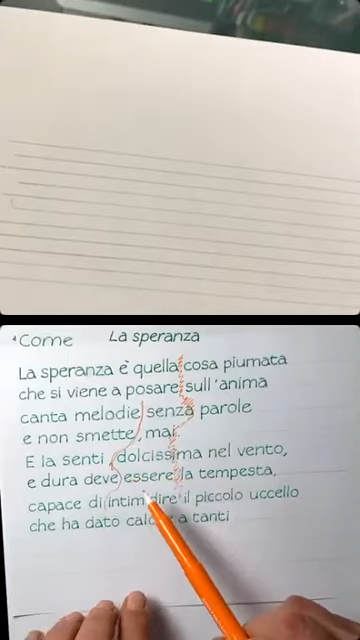 Come La speranza
La speranza è quella cosa piumata
che si viene a posare sull'anima
canta melodie senza parole
e non smette, mai.
E la senti, dolcissima nel vento,
e dura deve essere la tempesta,
capace di intimidire il piccolo uccello
che ha dato calore a tanti